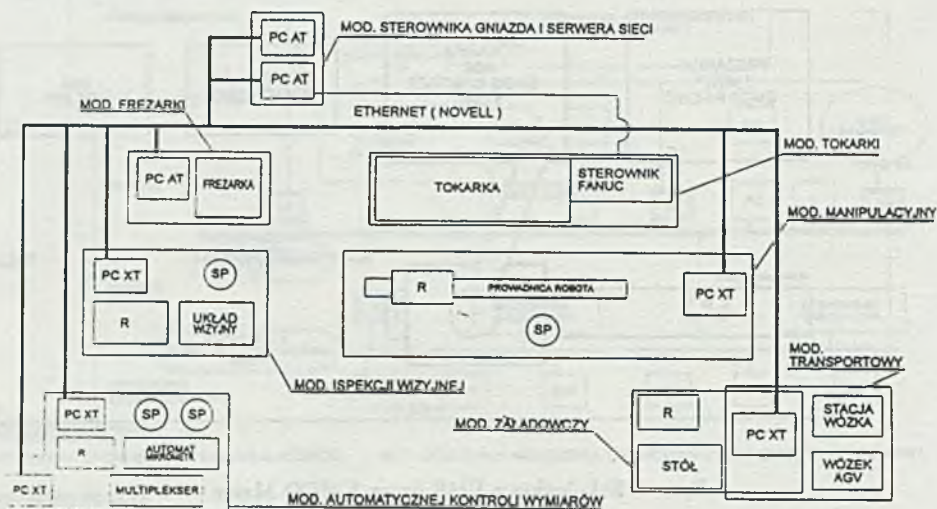 PC AT
PC AT
MOD. STEROWNIKA GNIAZDA I SERWERA SIECI
MOD. FREZARKI
ETHERNET ( NOVELL )
PC AT
FREZARKA
TOKARKA
STEROWNIK
FANUC
MOD. TOKARKI
MOD. MANIPULACYJNY
PC XT
SP
R
UKŁAD
WIZYJNY
R
PROWADNICA ROBOTA
SP
PC XT
MOD. ISPEKCJI WIZYJNEJ
MOD.
TRANSPORTOWY
PC XT
SP
SP
R
AUTOMAT
PC XT
MULTIPLEKSER
MOD. AUTOMATYCZNEJ KONTROLI WYMIARÓW
MOD. ZAŁADOWCZY
R
STÓŁ
PC XT
STACJA
WÓZKA
WÓZEK
AGV